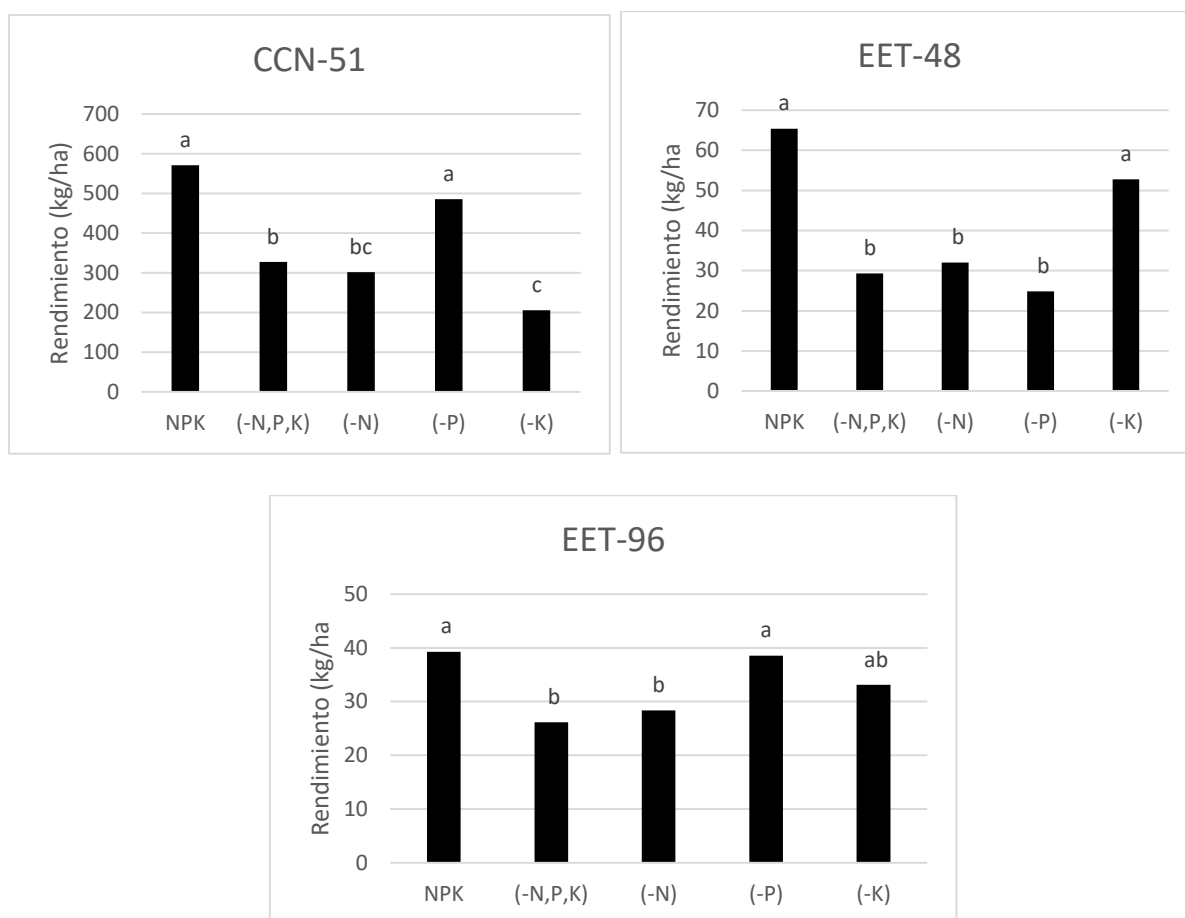 CCN-51
Rendimiento (kg/ha)
700
600
500
400
300
200
100
0
a
b
bc
a
c
NPK (-N,P,K) (-N) (-P) (-K)
EET-48
Rendimiento (kg/ha
70
60
50
40
30
20
10
0
a
b
b
b
a
NPK (-N,P,K) (-N) (-P) (-K)
EET-96
Rendimiento (kg/ha
50
40
30
20
10
0
a
b
b
a
ab
NPK (-N,P,K) (-N) (-P) (-K)